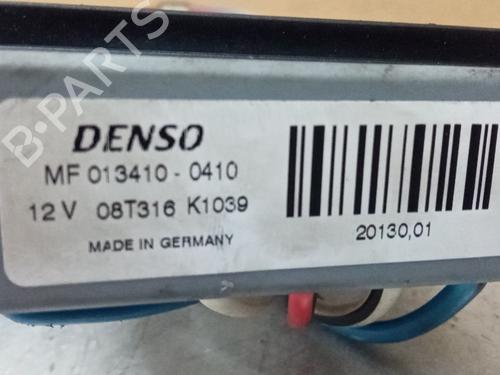 B-PARTS
DENSO
MF 013410-0410
12 V 08T316 K1039
MADE IN GERMANY
20130,01